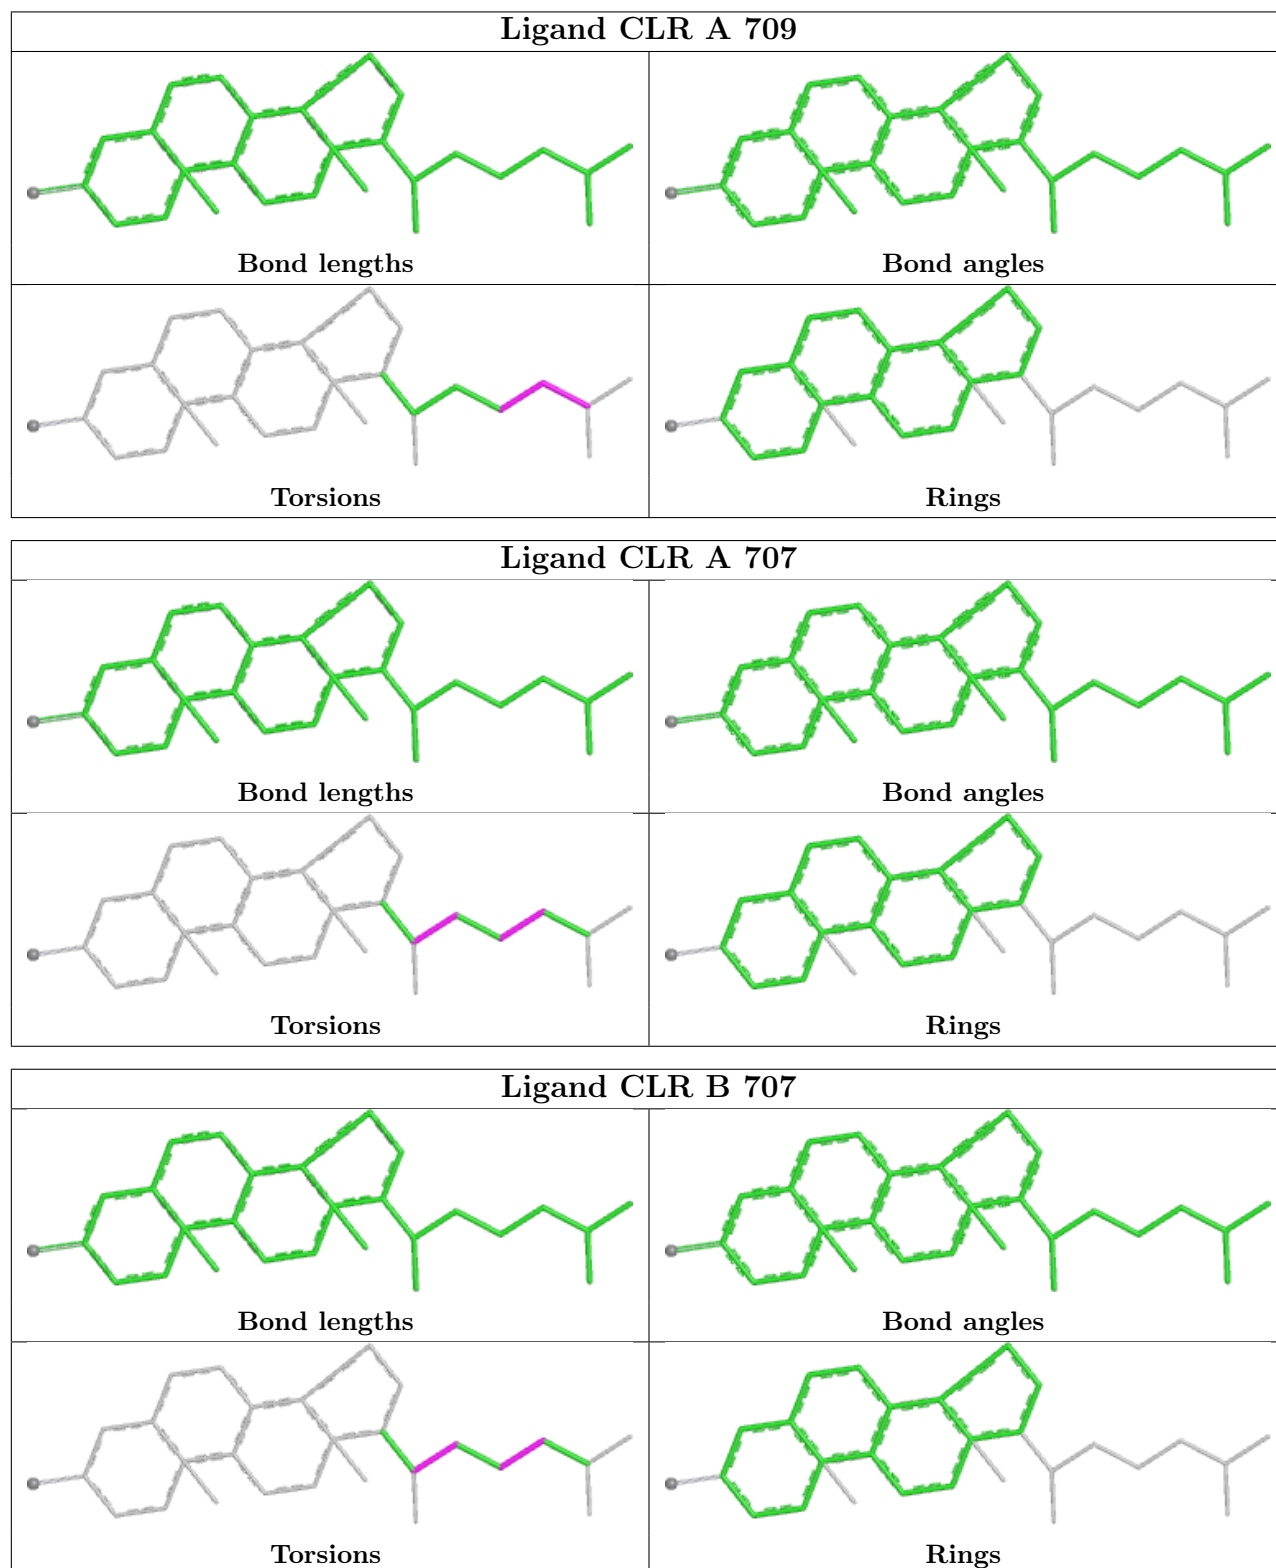 Ligand CLR A 709
Bond lengths
Bond angles
Torsions
Rings
Ligand CLR A 707
Bond lengths
Bond angles
Torsions
Rings
Ligand CLR B 707
Bond lengths
Bond angles
Torsions
Rings